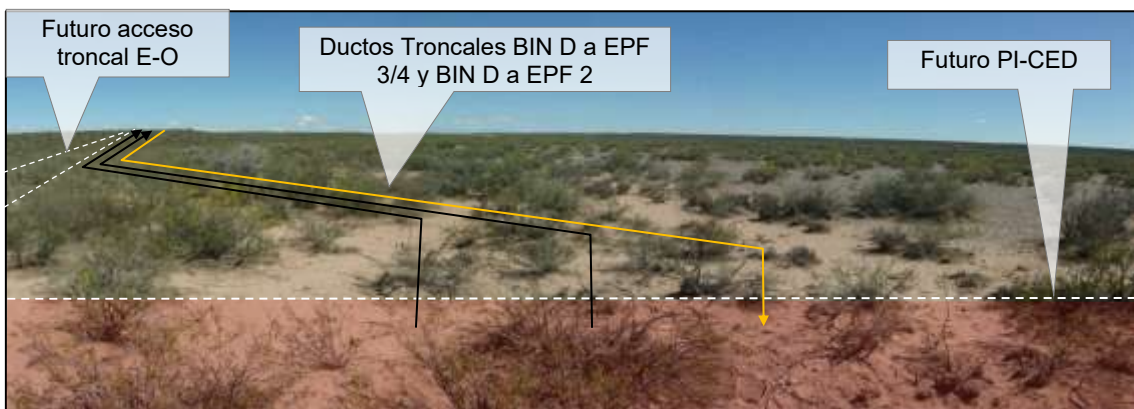 Futuro acceso
troncal E-O
Ductos Troncales BIN D a EPF
3/4 y BIN D a EPF 2
Futuro PI-CED